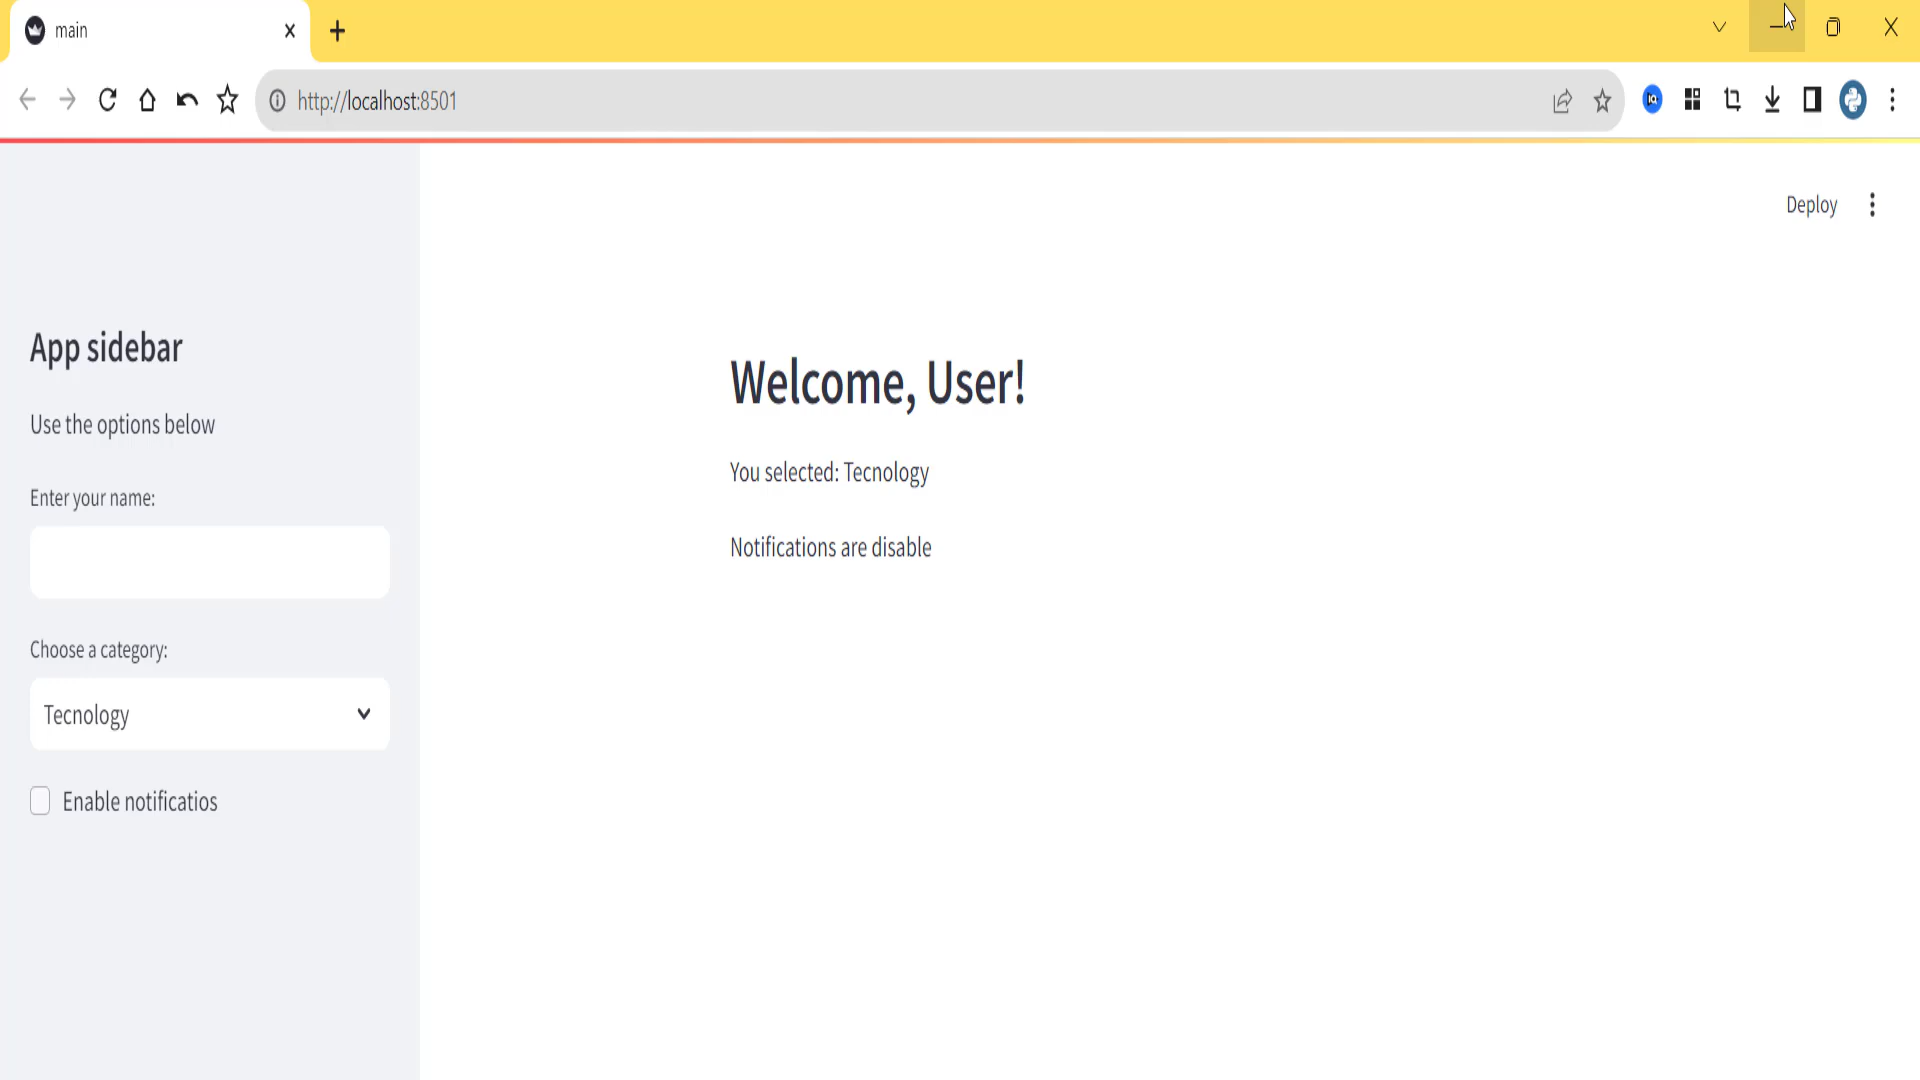 main
http://localhost:8501
Deploy
App sidebar
Use the options below
Enter your name:
Choose a category:
Tecnology
Enable notificatios
Welcome, User!
You selected: Tecnology
Notifications are disable